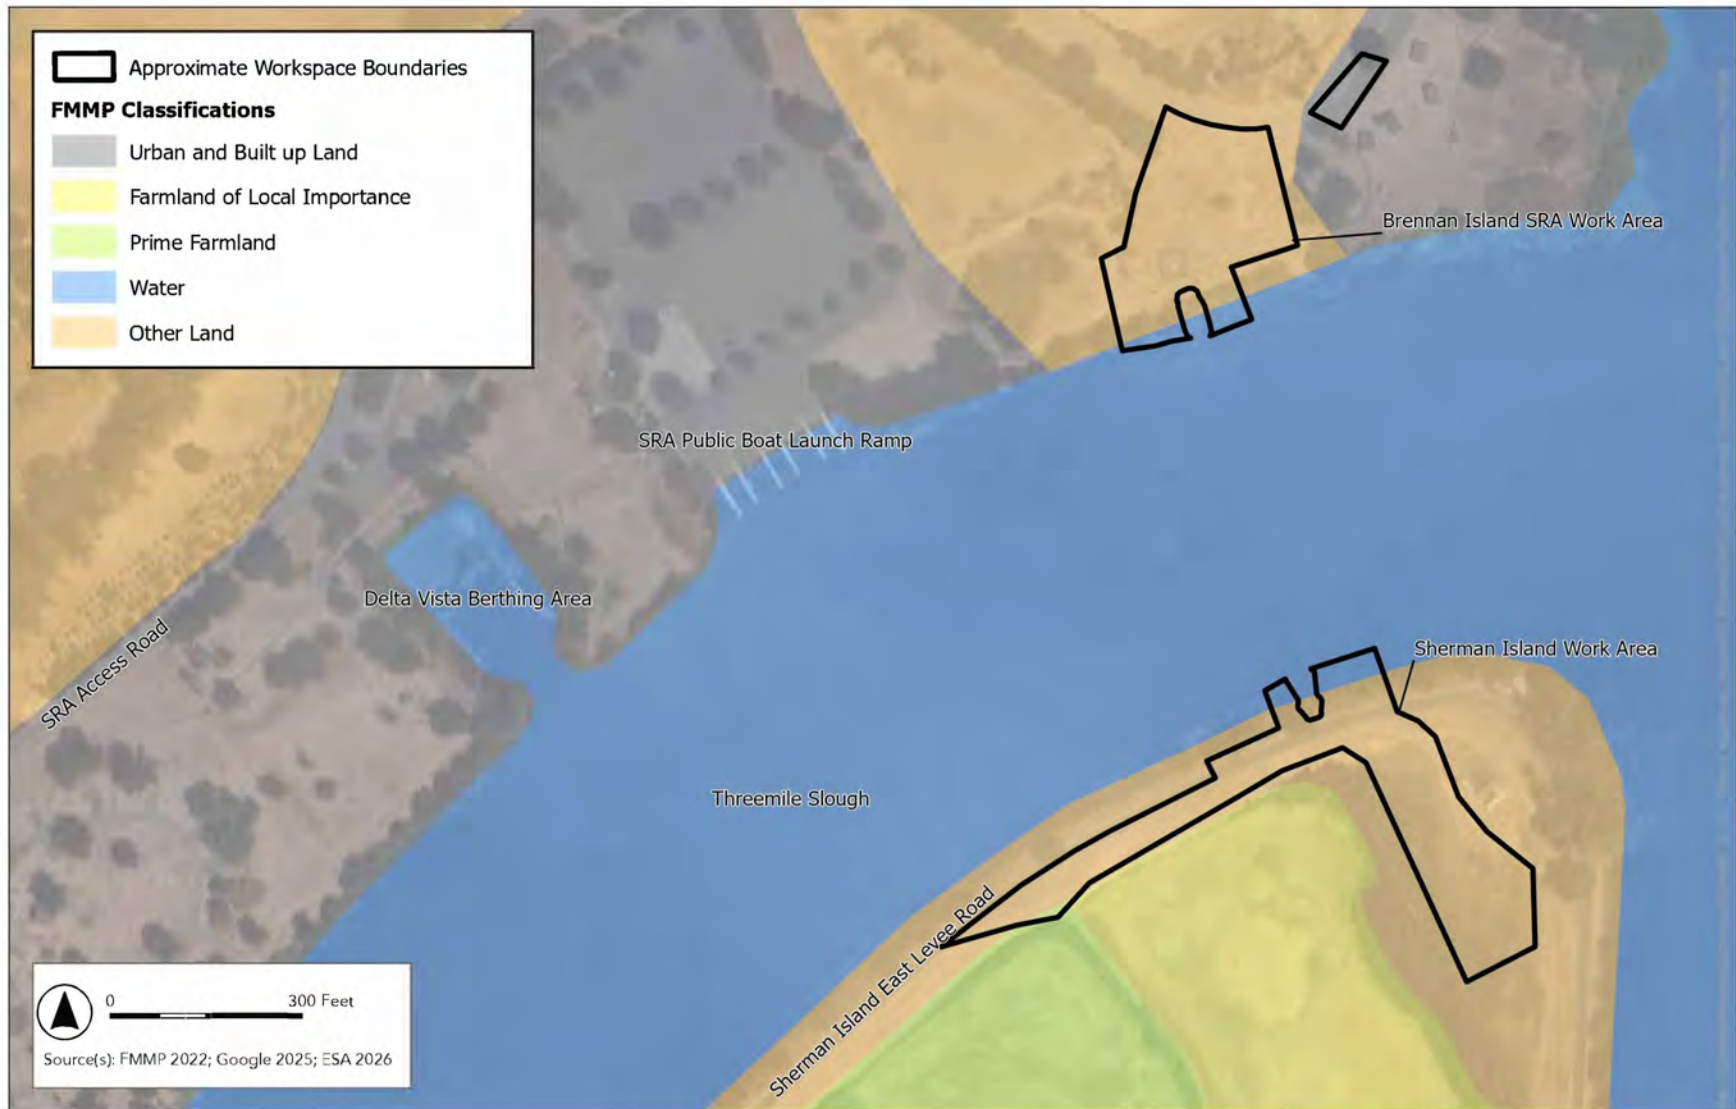 Approximate Workspace Boundaries
FMMP Classifications
Urban and Built up Land
Farmland of Local Importance
Prime Farmland
Water
Other Land
Brennan Island SRA Work Area
SRA Public Boat Launch Ramp
Delta Vista Berthing Area
SRA Access Road
Sherman Island Work Area
Threemile Slough
Sherman Island East Levee Road
0 300 Feet
Source(s): FMMP 2022; Google 2025; ESA 2026